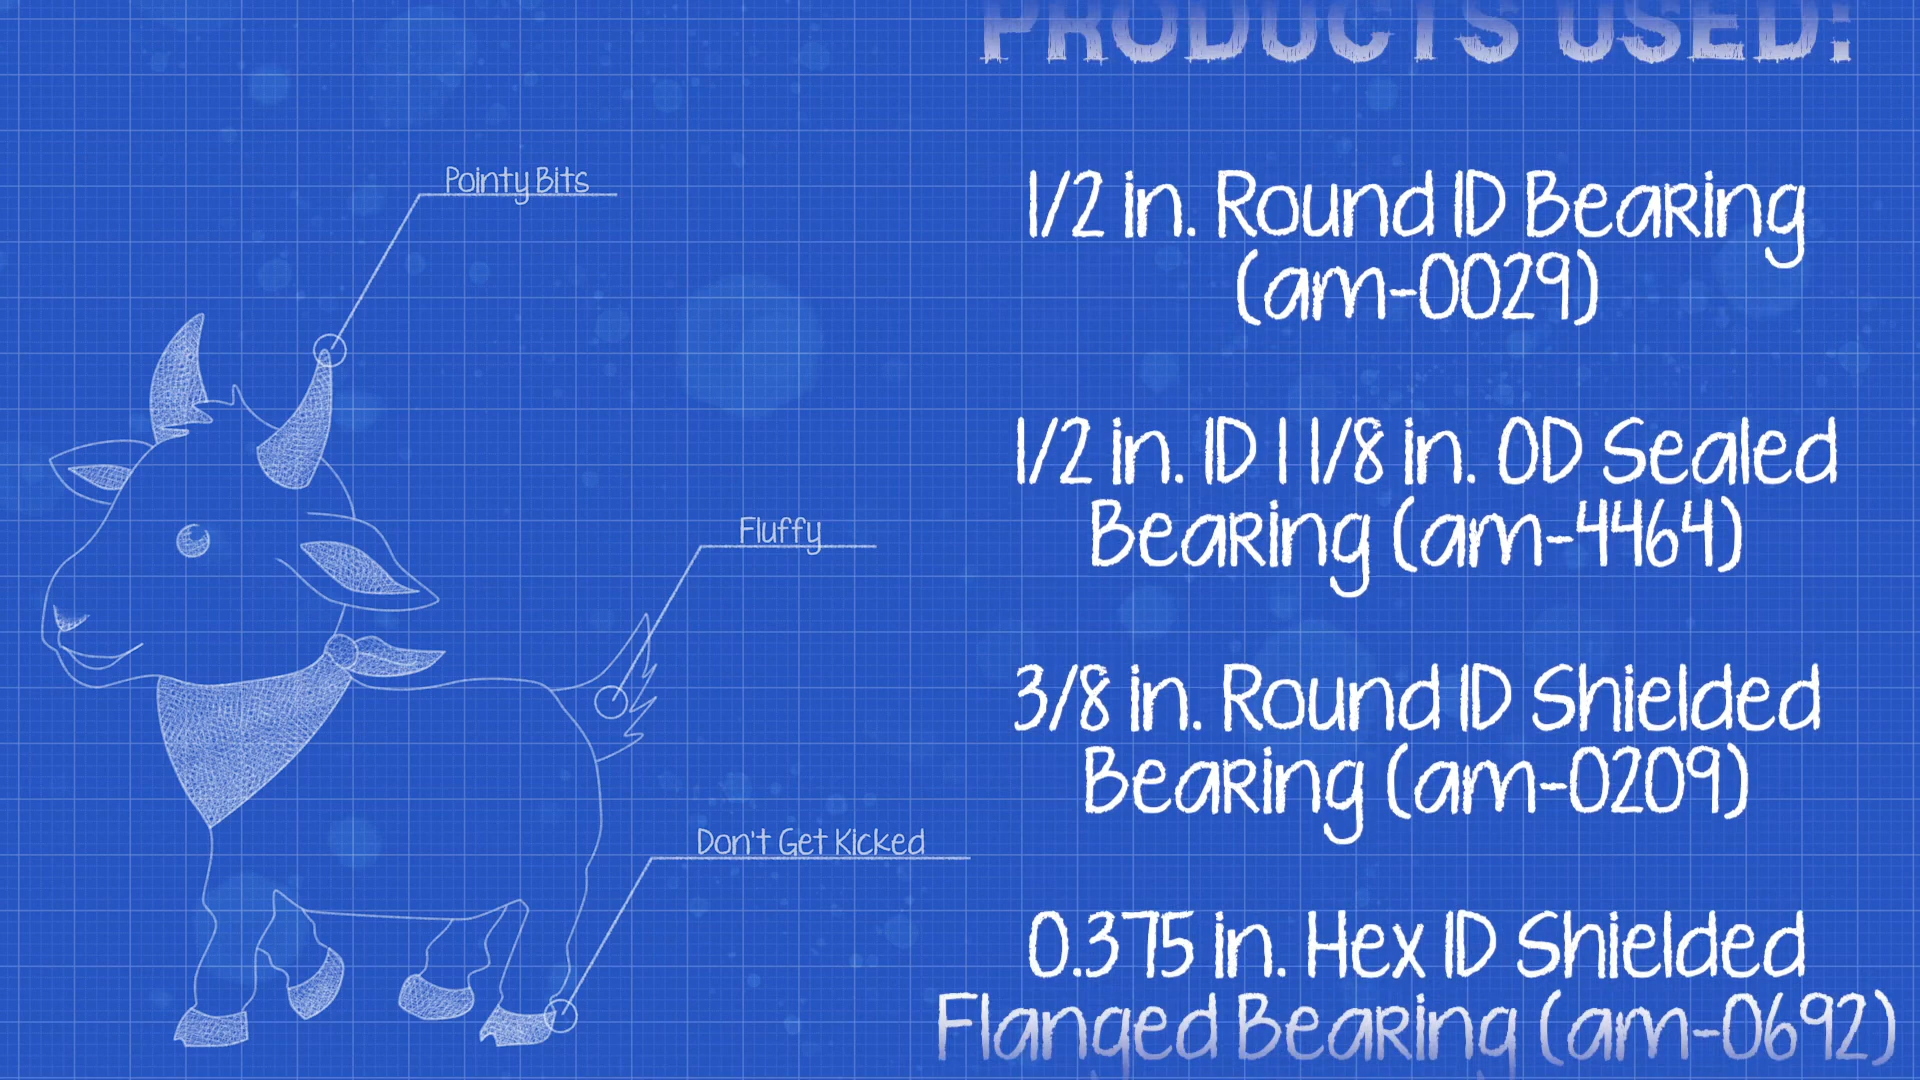 PRODUCTS USED:
Pointy Bits
1/2 in. Round ID Bearing
(am-0029)
1/2 in. ID | 1 1/8 in. OD Sealed
Bearing (am-4464)
Fluffy
3/8 in. Round ID Shielded
Bearing (am-0209)
Don't Get Kicked
0.375 in. Hex ID Shielded
Flanged Bearing (am-0692)